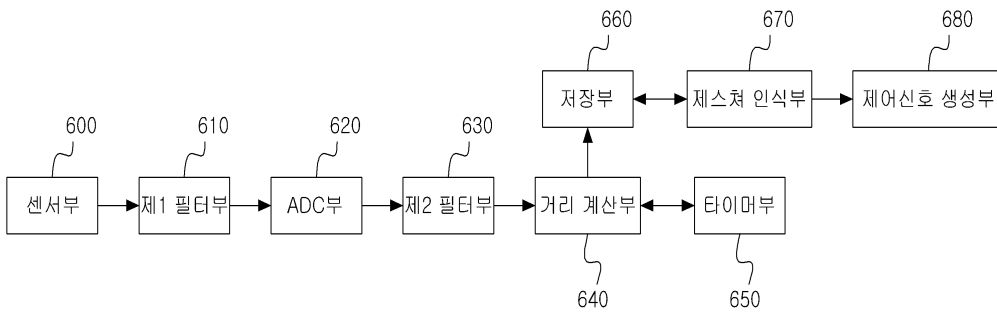 660
670
680
저장부
제스쳐 인식부
제어신호 생성부
600
610
620
630
센서부
제1 필터부
ADC부
제2 필터부
거리 계산부
타이머부
640
650